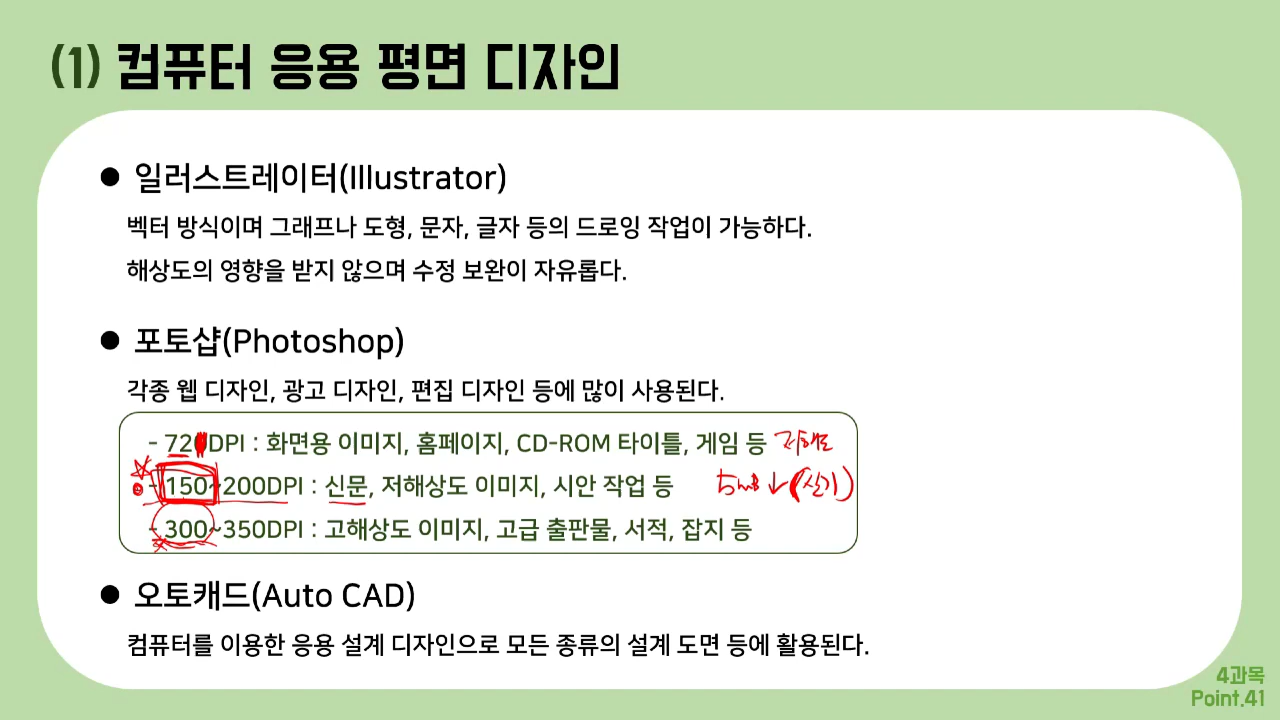 (1) 컴퓨터 응용 평면 디자인
● 일러스트레이터(Illustrator)
벡터 방식이며 그래프나 도형, 문자, 글자 등의 드로잉 작업이 가능하다.
해상도의 영향을 받지 않으며 수정 보완이 자유롭다.
● 포토샵(Photoshop)
각종 웹 디자인, 광고 디자인, 편집 디자인 등에 많이 사용된다.
- 720DPI : 화면용 이미지, 홈페이지, CD-ROM 타이틀, 게임 등
- 150~200DPI : 신문, 저해상도 이미지, 시안 작업 등 5MB ↓ (실기)
- 300~350DPI : 고해상도 이미지, 고급 출판물, 서적, 잡지 등
● 오토캐드(Auto CAD)
컴퓨터를 이용한 응용 설계 디자인으로 모든 종류의 설계 도면 등에 활용된다.
4과목
Point.41